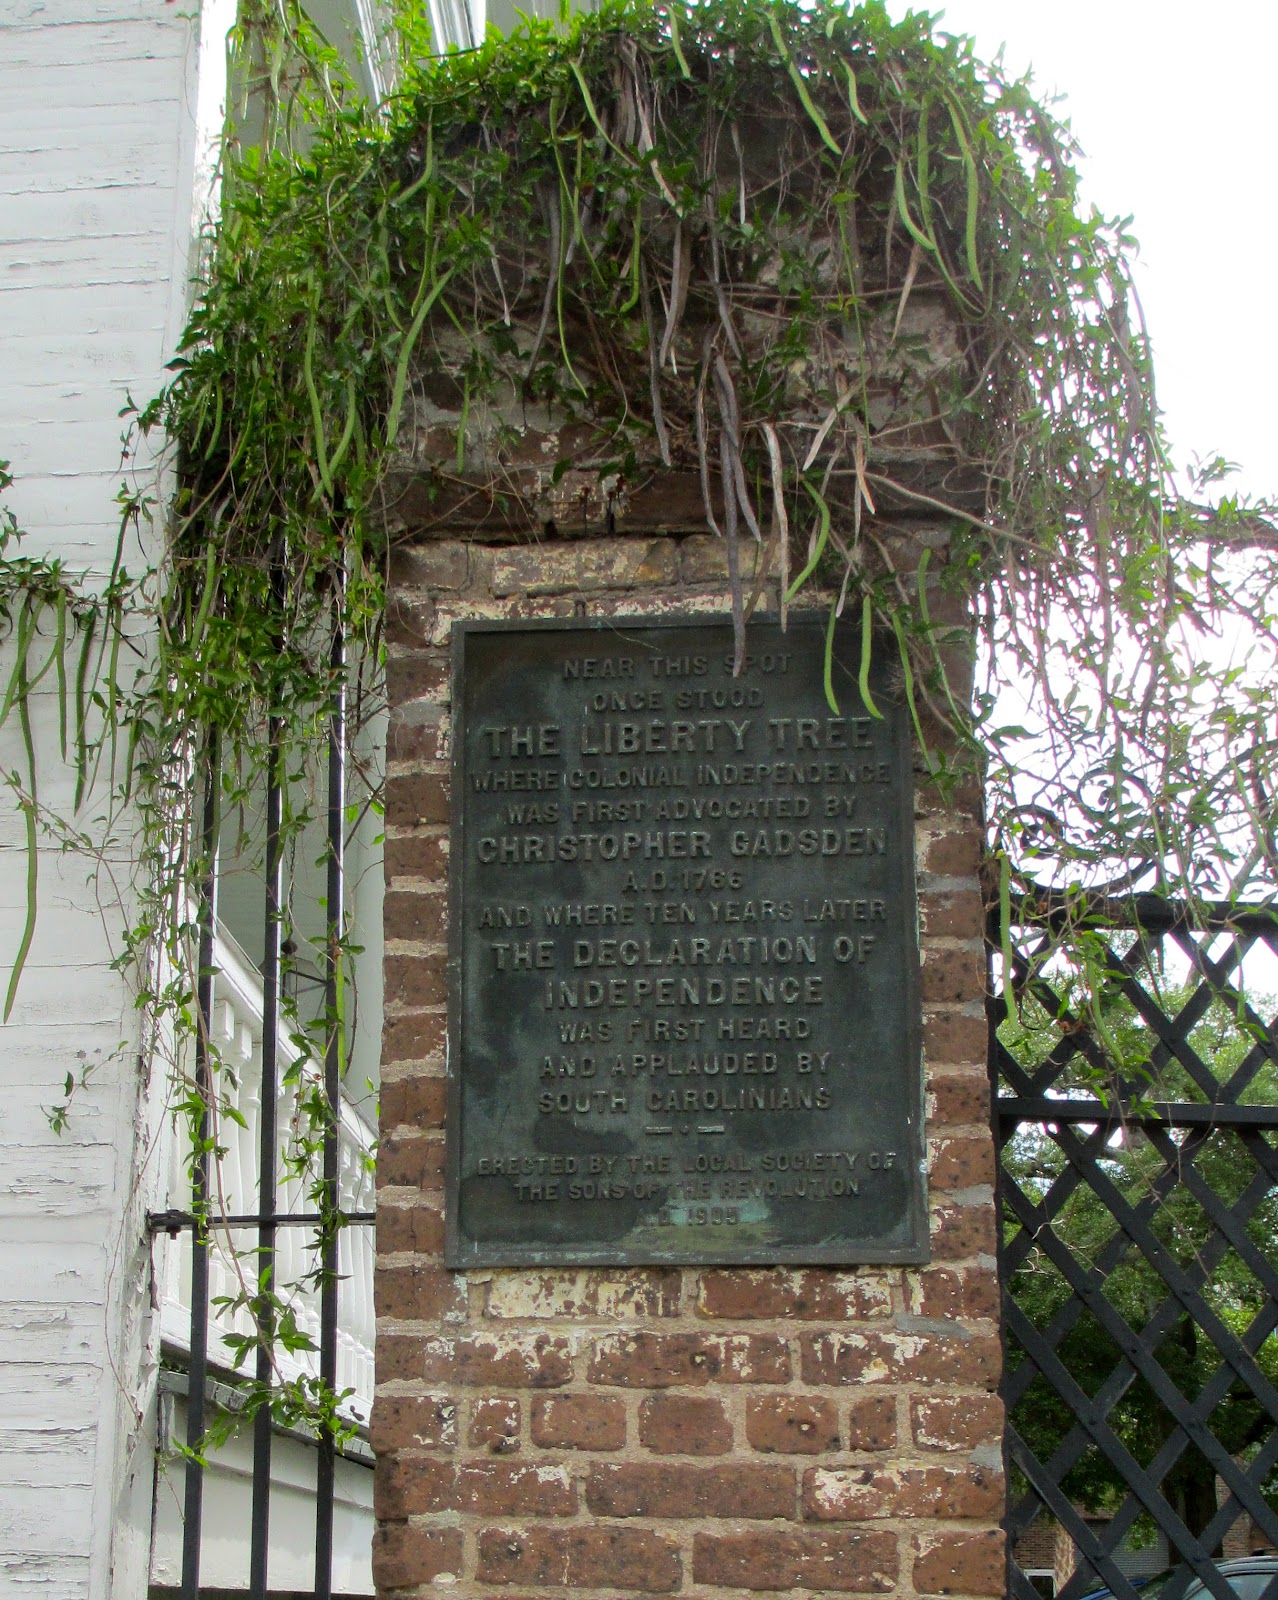 NEAR THIS SPOT
ONCE STOOD
THE LIBERTY TREE
WHERE COLONIAL INDEPENDENCE
WAS FIRST ADVOCATED BY
CHRISTOPHER GADSDEN
A.D. 1766
AND WHERE TEN YEARS LATER
THE DECLARATION OF
INDEPENDENCE
WAS FIRST HEARD
AND APPLAUDED BY
SOUTH CAROLINIANS
ERECTED BY THE LOCAL SOCIETY OF
THE SONS OF THE REVOLUTION
A.D. 1905